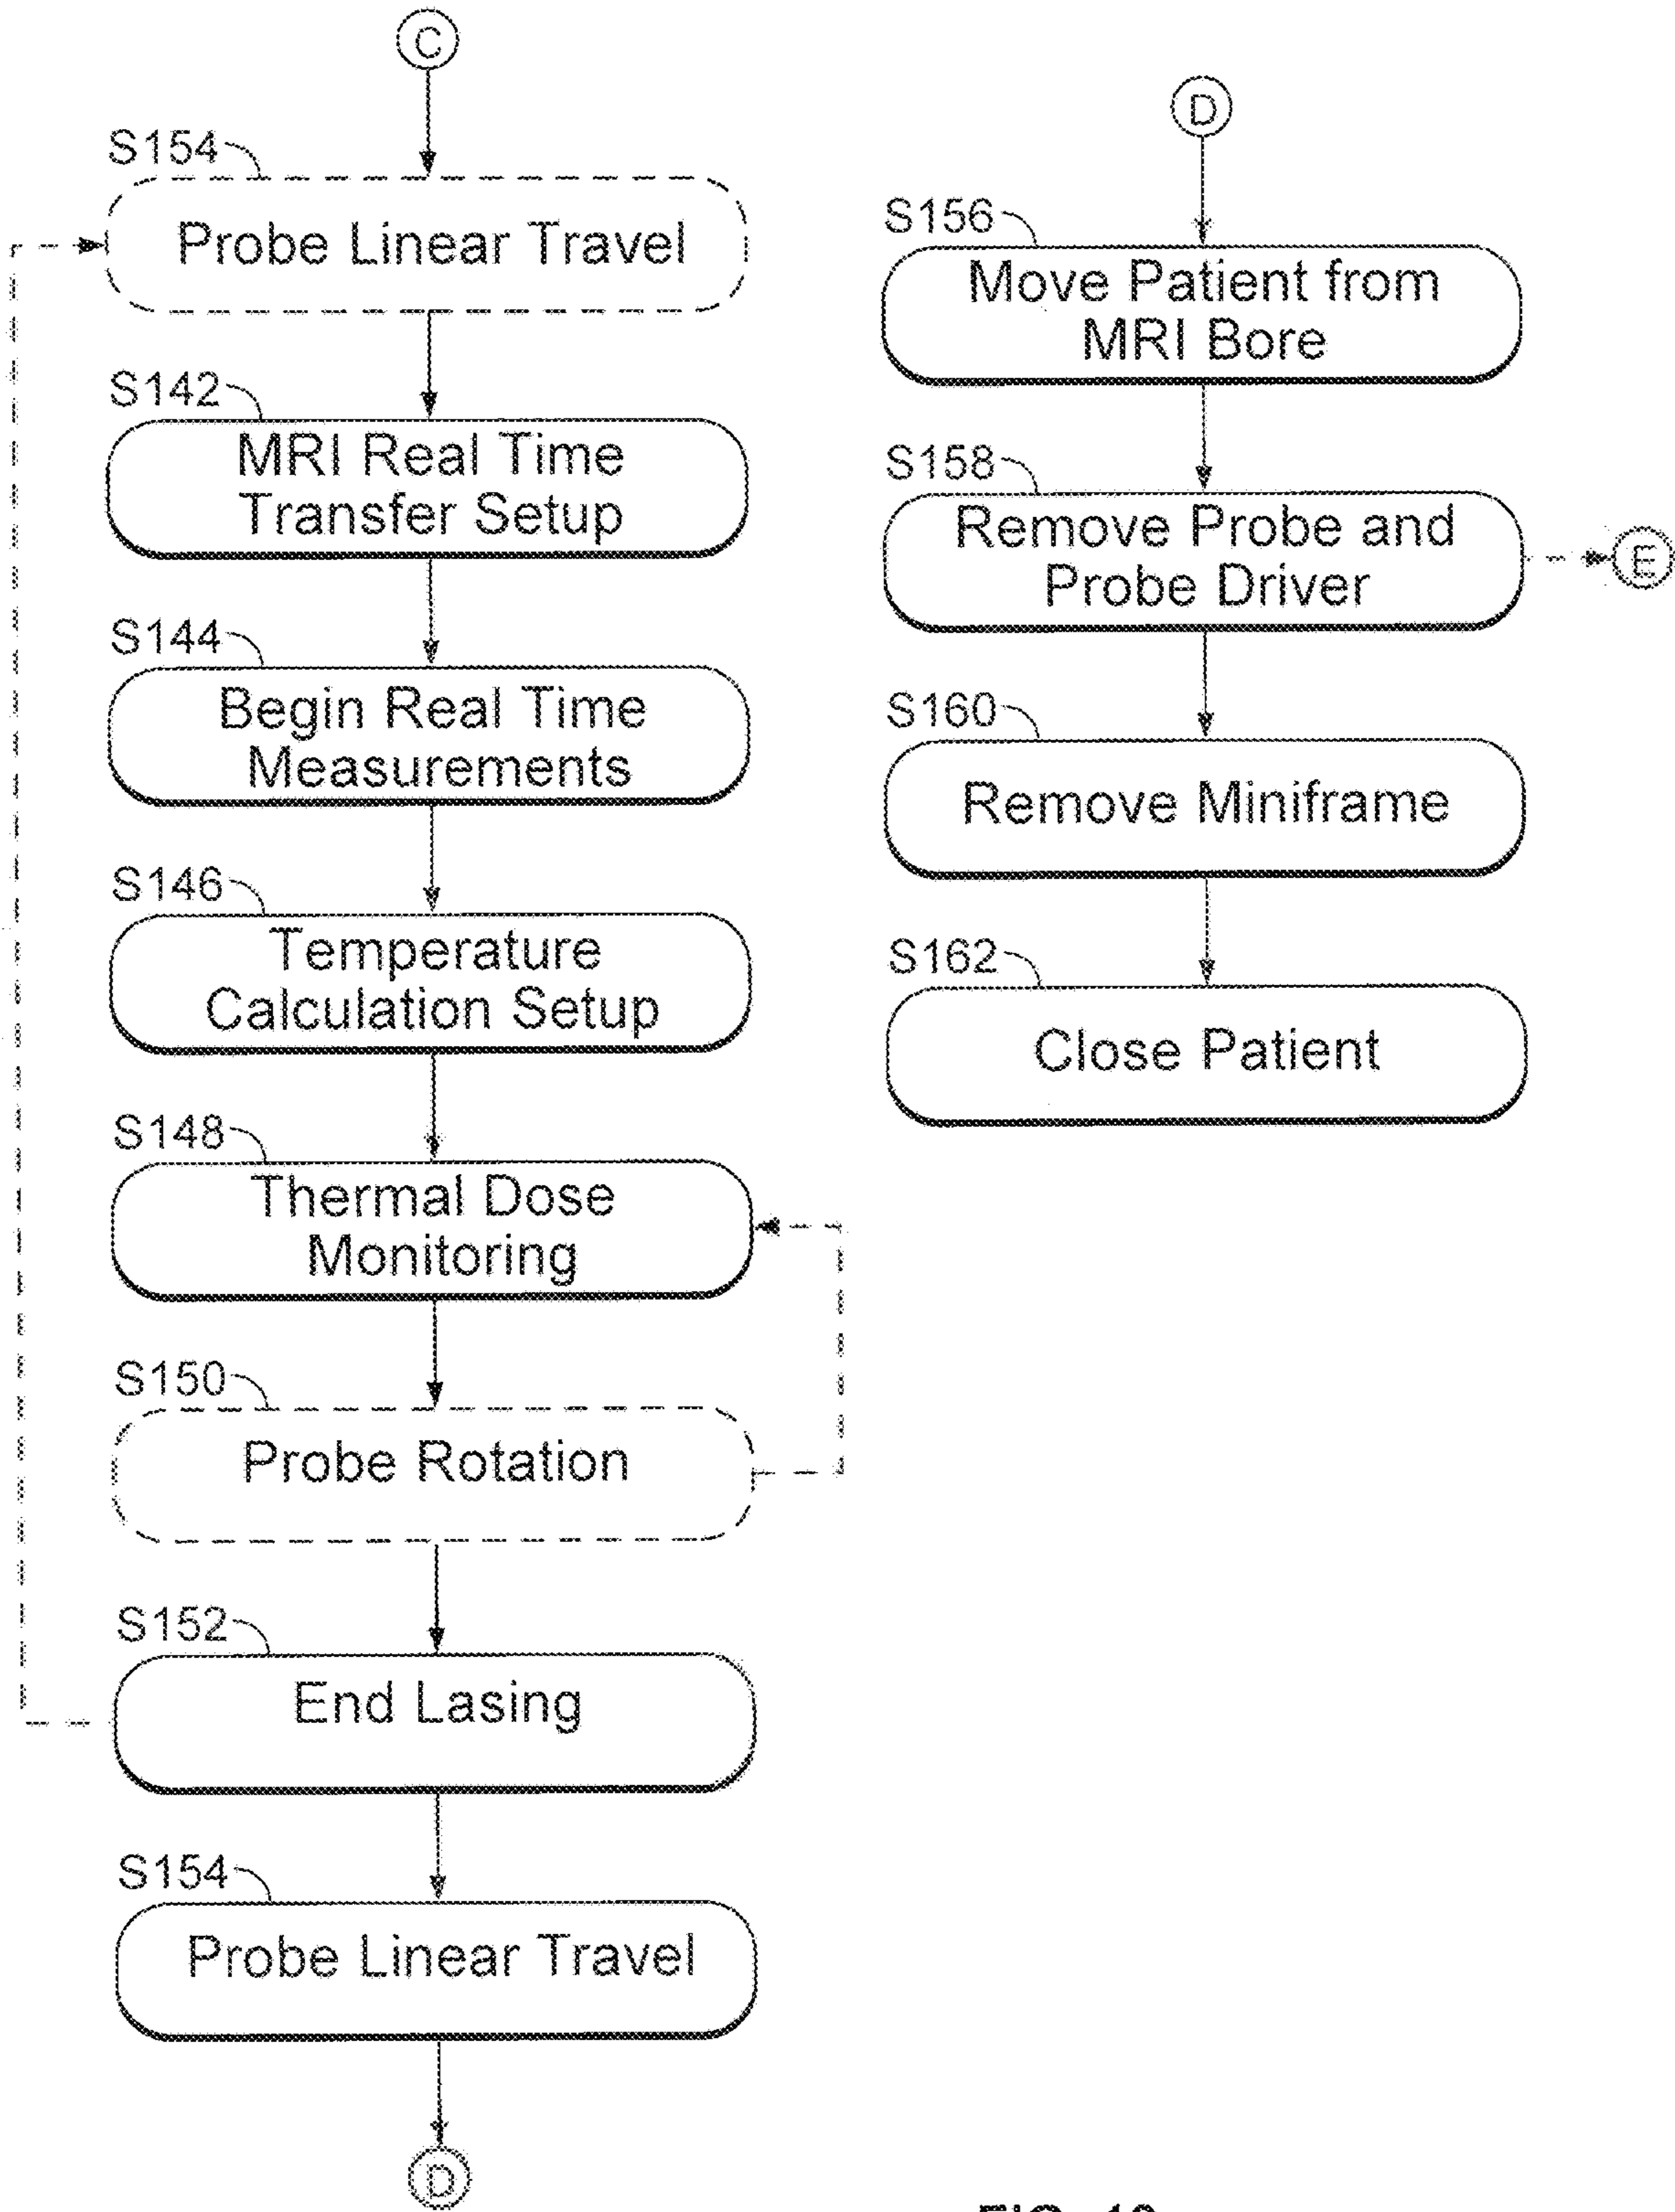 C
S154
Probe Linear Travel
S142
MRI Real Time
Transfer Setup
S144
Begin Real Time
Measurements
S146
Temperature
Calculation Setup
S148
Thermal Dose
Monitoring
S150
Probe Rotation
S152
End Lasing
S154
Probe Linear Travel
D
D
S156
Move Patient from
MRI Bore
S158
Remove Probe and
Probe Driver
E
S160
Remove Miniframe
S162
Close Patient